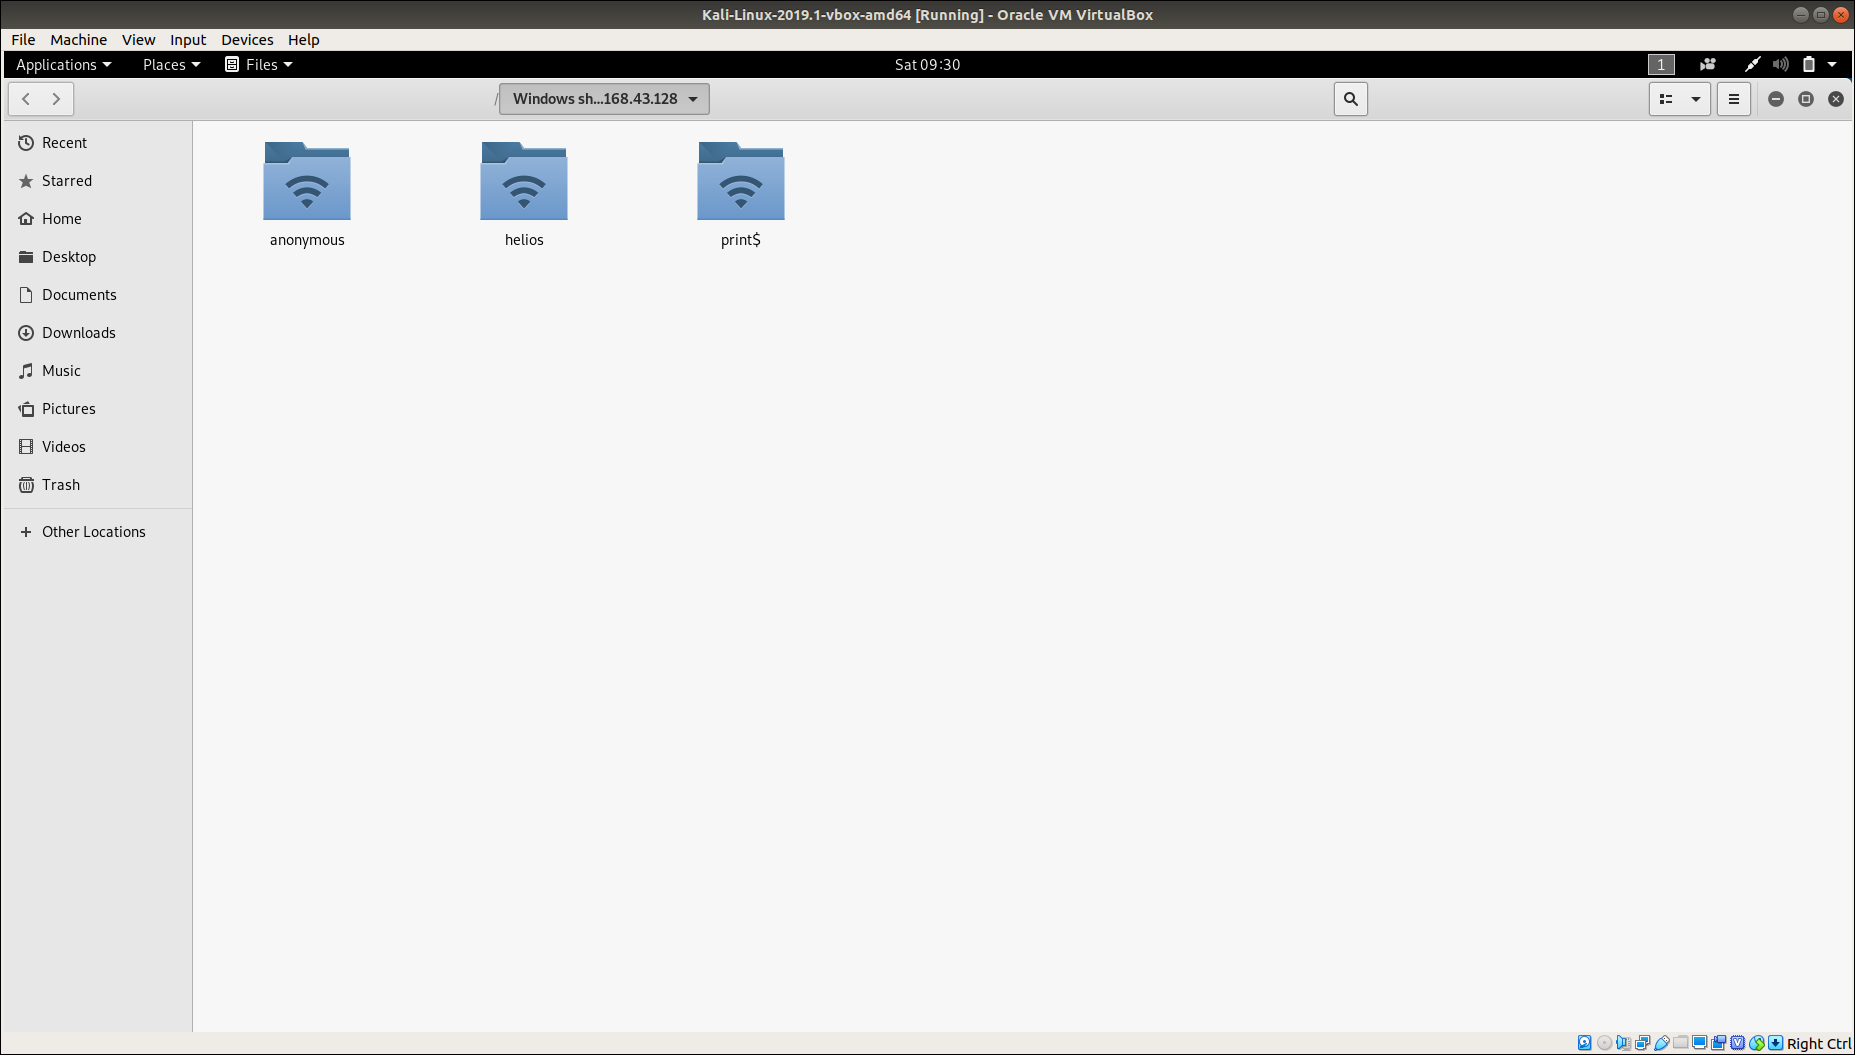 Kali-Linux-2019.1-vbox-amd64 [Running] - Oracle VM VirtualBox
File Machine View Input Devices Help
Applications Places Files Sat 09:30 1
/ Windows sh...168.43.128
Recent
Starred
Home
Desktop
Documents
Downloads
Music
Pictures
Videos
Trash
Other Locations
anonymous helios print$
Right Ctrl